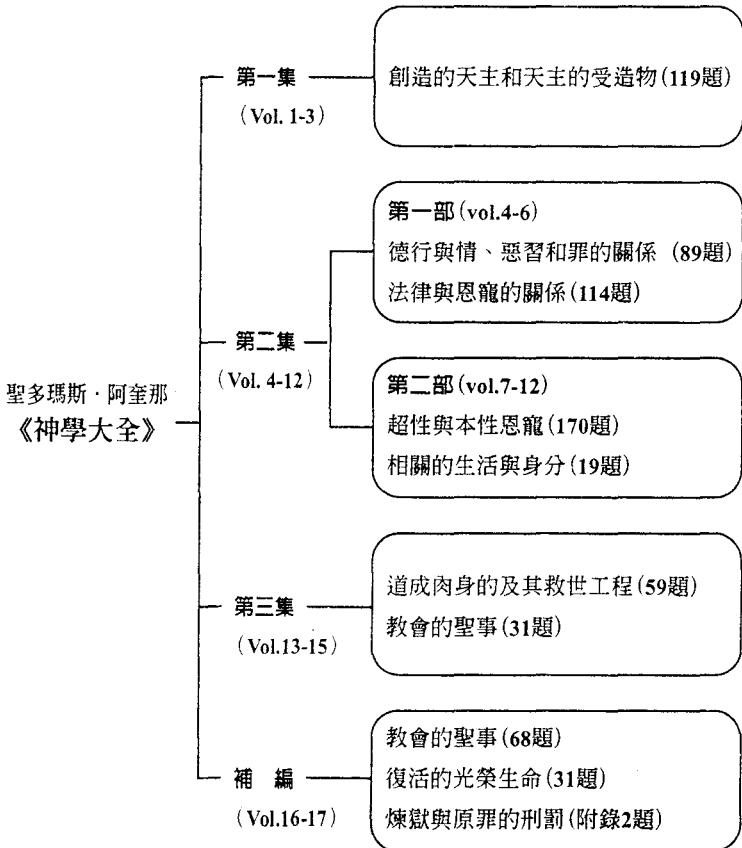 聖多瑪斯．阿奎那
《神學大全》
第一集
(Vol. 1-3)
創造的天主和天主的受造物(119題)
第二集
(Vol. 4-12)
第一部(vol.4-6)
德行與情、惡習和罪的關係 (89題)
法律與恩寵的關係(114題)
第二部(vol.7-12)
超性與本性恩寵(170題)
相關的生活與身分(19題)
第三集
(Vol.13-15)
道成肉身的及其救世工程(59題)
教會的聖事(31題)
補 編
(Vol.16-17)
教會的聖事(68題)
復活的光榮生命(31題)
煉獄與原罪的刑罰(附錄2題)